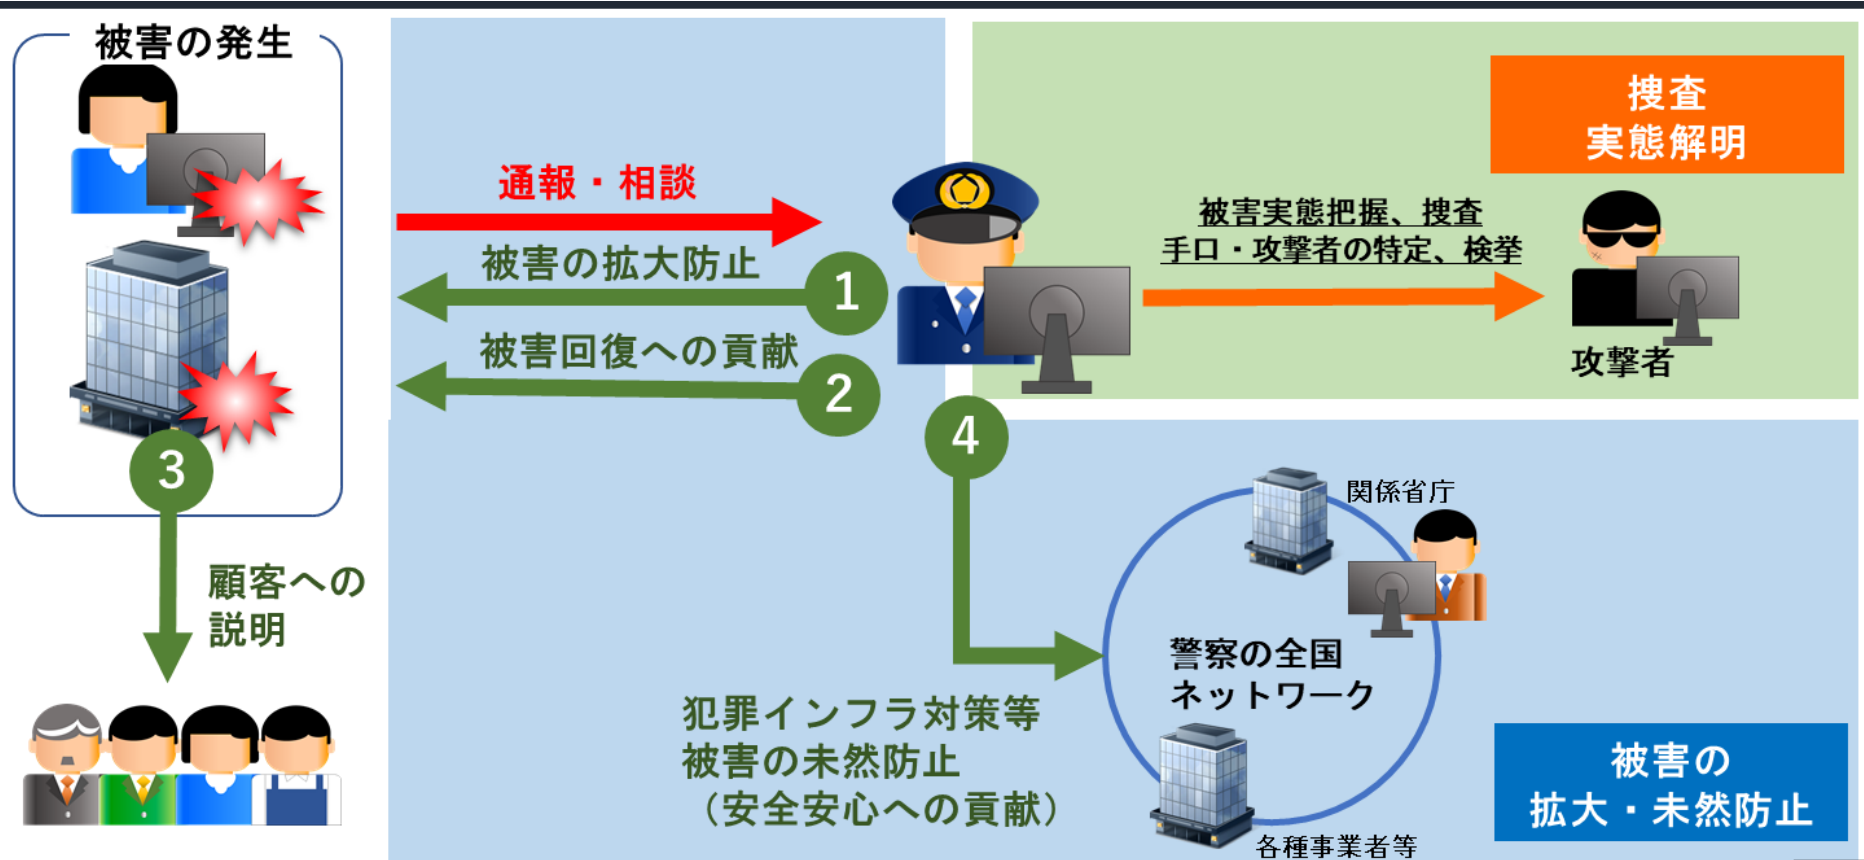 被害の発生
通報・相談
被害の拡大防止
1
被害回復への貢献
2
3
顧客への
説明
捜査
実態解明
被害実態把握、捜査
手口・攻撃者の特定、検挙
攻撃者
4
犯罪インフラ対策等
被害の未然防止
（安全安心への貢献）
関係省庁
警察の全国
ネットワーク
各種事業者等
被害の
拡大・未然防止